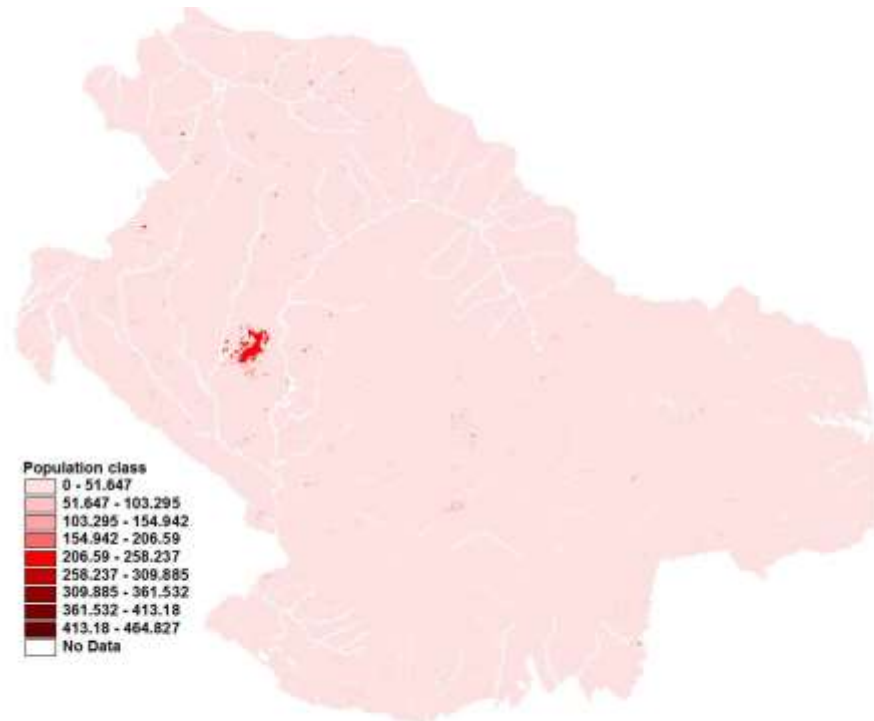 Population class
0 - 51.647
51.647 - 103.295
103.295 - 154.942
154.942 - 206.59
206.59 - 258.237
258.237 - 309.885
309.885 - 361.532
361.532 - 413.18
413.18 - 464.827
No Data